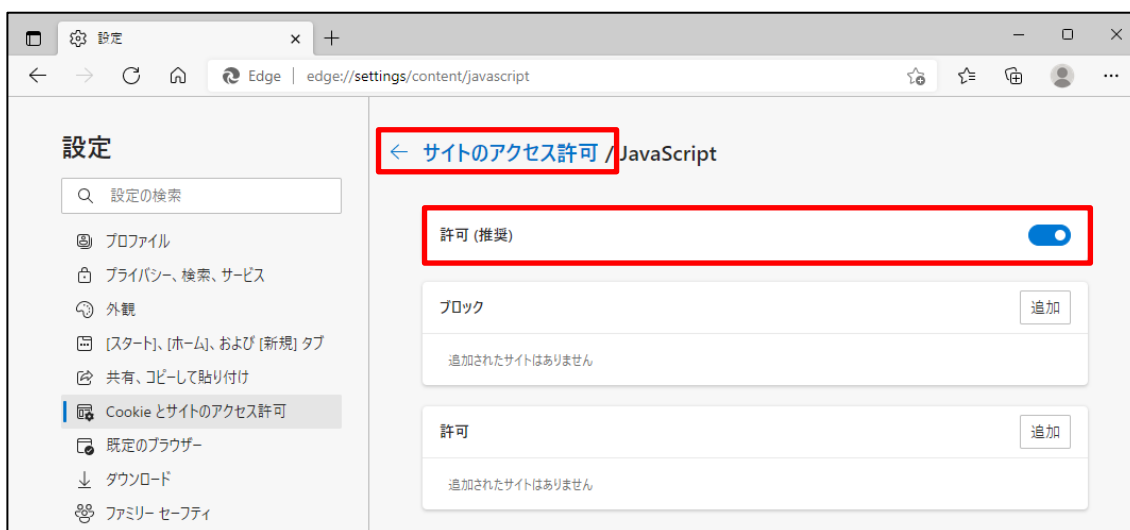 設定
Edge | edge://settings/content/javascript
設定
設定の検索
プロファイル
プライバシー、検索、サービス
外観
[スタート]、[ホーム]、および [新規] タブ
共有、コピーして貼り付け
Cookie とサイトのアクセス許可
既定のブラウザー
ダウンロード
ファミリー セーフティ
サイトのアクセス許可 / JavaScript
許可 (推奨)
ブロック
追加
追加されたサイトはありません
許可
追加
追加されたサイトはありません